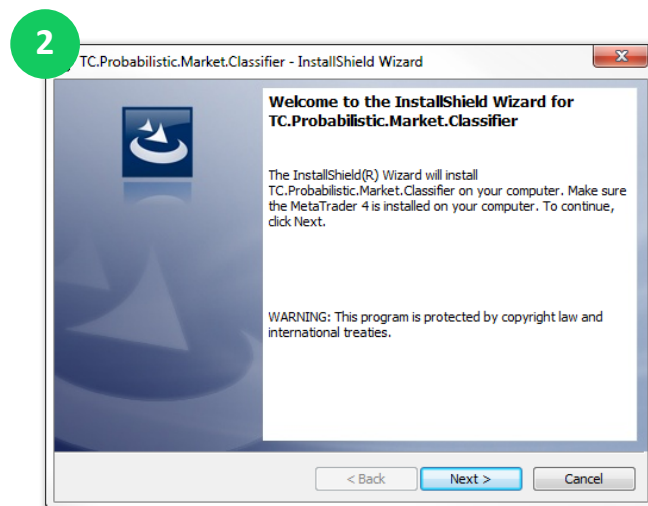 2
TC.Probabilistic.Market.Classifier - InstallShield Wizard
Welcome to the InstallShield Wizard for
TC.Probabilistic.Market.Classifier
The InstallShield(R) Wizard will install
TC.Probabilistic.Market.Classifier on your computer. Make sure
the MetaTrader 4 is installed on your computer. To continue,
click Next.
WARNING: This program is protected by copyright law and
international treaties.
< Back
Next >
Cancel